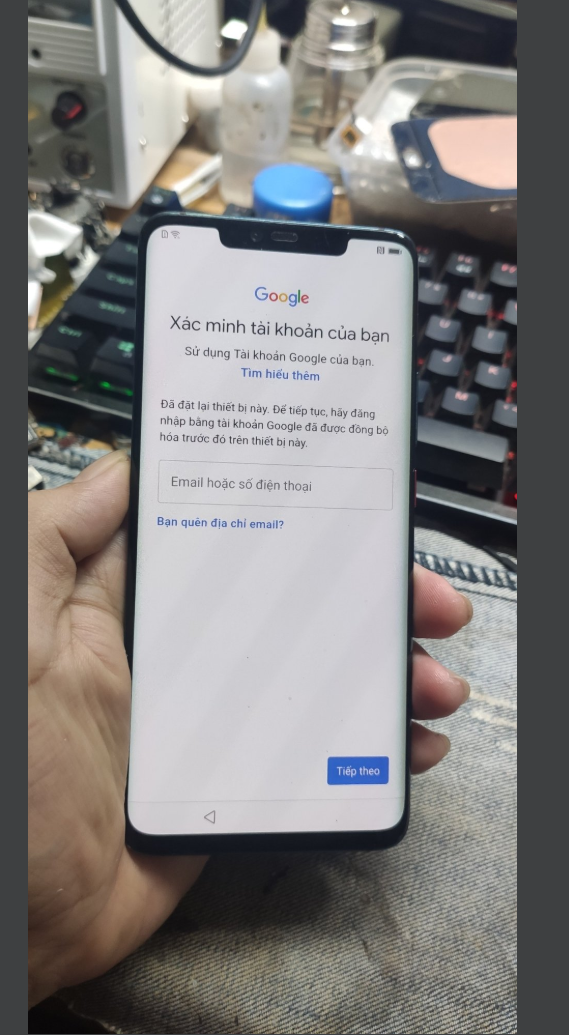 Google
Xác minh tài khoản của bạn
Sử dụng Tài khoản Google của bạn.
Tìm hiểu thêm
Đã đặt lại thiết bị này. Để tiếp tục, hãy đăng
nhập bằng tài khoản Google đã được đồng bộ
hóa trước đó trên thiết bị này.
Email hoặc số điện thoại
Bạn quên địa chỉ email?
Tiếp theo